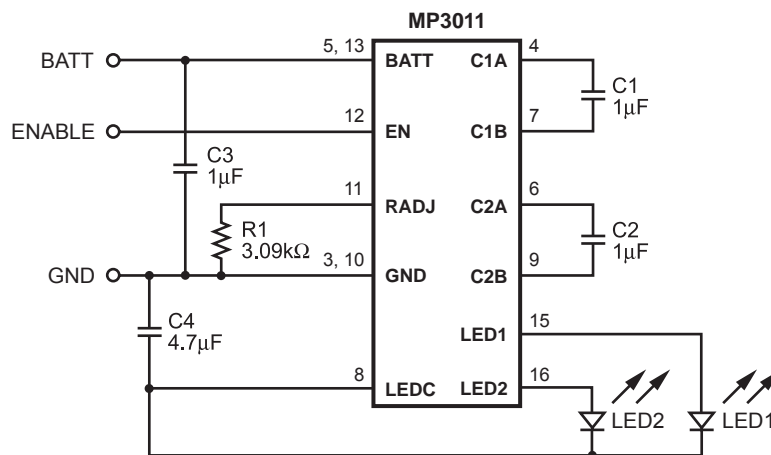 MP3011
BATT
5, 13
BATT
C1A
4
C1
1µF
ENABLE
12
EN
C1B
7
C3
1µF
11
RADJ
C2A
6
R1
3.09kΩ
C2
1µF
GND
3, 10
GND
C2B
9
C4
4.7µF
LED1
15
8
LEDC
LED2
16
LED2
LED1